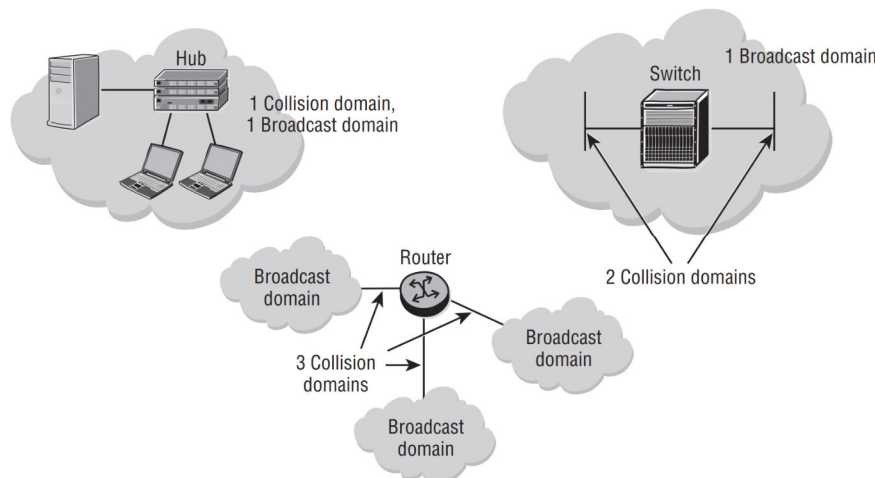 Hub
1 Collision domain,
1 Broadcast domain
1 Broadcast domain
Switch
2 Collision domains
Router
Broadcast
domain
3 Collision
domains
Broadcast
domain
Broadcast
domain